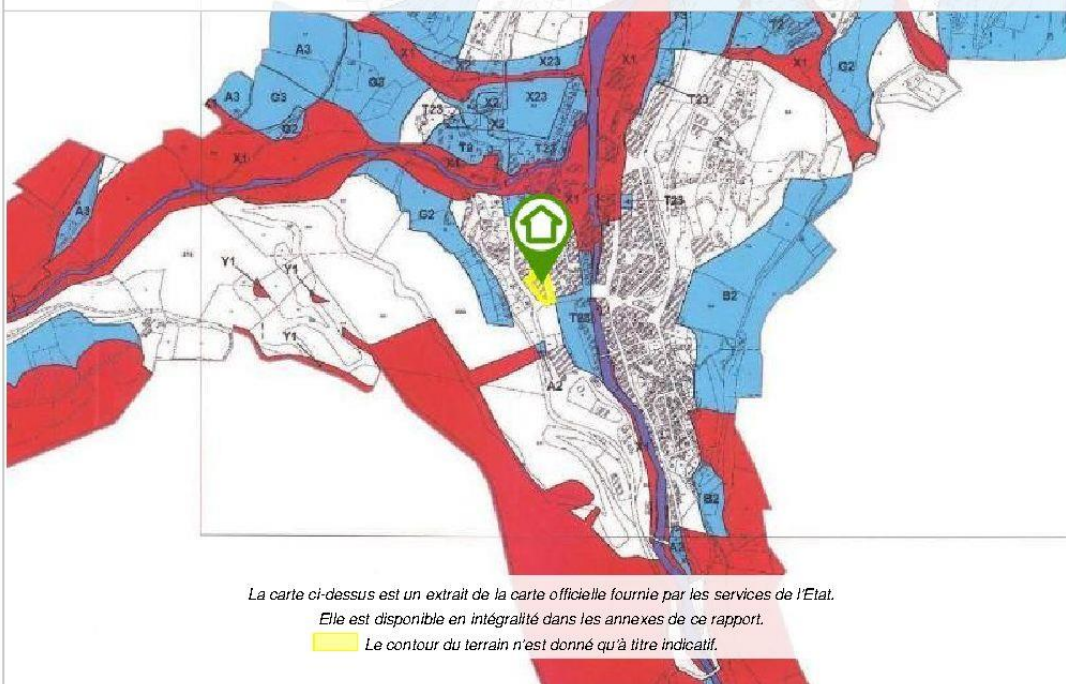 A3
X1
X2
X23
X1
T2
X1
G2
A3
G3
G3
X2
X23
T23
T23
G2
X2
X1
T2
T23
X1
X1
T23
A3
G2
Y1
Y1
B2
T23
Y1
A2
X1
B2
A2
La carte ci-dessus est un extrait de la carte officielle fournie par les services de l'Etat.
Elle est disponible en intégralité dans les annexes de ce rapport.
Le contour du terrain n'est donné qu'à titre indicatif.